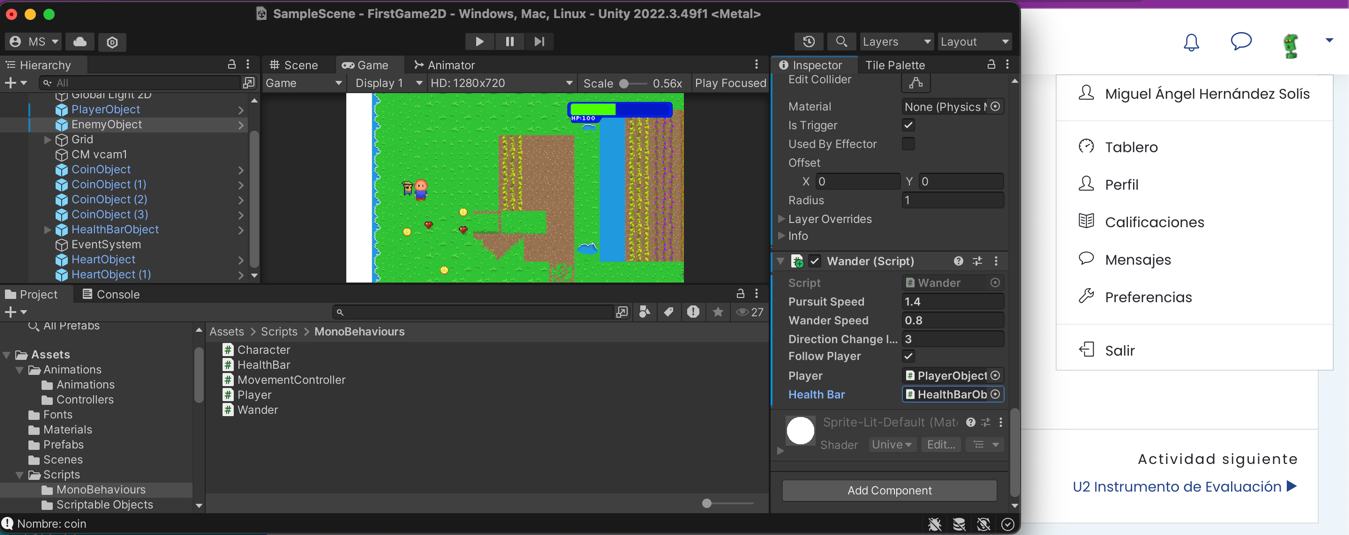 SampleScene - FirstGame2D - Windows, Mac, Linux - Unity 2022.3.49f1 <Metal>
MS
Layers
Layout
Hierarchy
All
Global Light 2D
PlayerObject
EnemyObject
Grid
CM vcam1
CoinObject
CoinObject (1)
CoinObject (2)
CoinObject (3)
HealthBarObject
EventSystem
HeartObject
HeartObject (1)
Scene
Game
Animator
Game
Display 1
HD: 1280x720
Scale
0.56x
Play Focused
HP:100
Inspector
Tile Palette
Edit Collider
Material
None (Physics M
Is Trigger
Used By Effector
Offset
X 0 Y 0
Radius 1
Layer Overrides
Info
Wander (Script)
Script Wander
Pursuit Speed 1.4
Wander Speed 0.8
Direction Change I... 3
Follow Player
Player PlayerObject
Health Bar HealthBarOb
Sprite-Lit-Default (Mat
Shader Unive Edit...
Add Component
Project
Console
27
All Prefabs
Assets
Animations
Animations
Controllers
Fonts
Materials
Prefabs
Scenes
Scripts
MonoBehaviours
Scriptable Objects
Assets > Scripts > MonoBehaviours
Character
HealthBar
MovementController
Player
Wander
Nombre: coin
Miguel Ángel Hernández Solís
Tablero
Perfil
Calificaciones
Mensajes
Preferencias
Salir
Actividad siguiente
U2 Instrumento de Evaluación